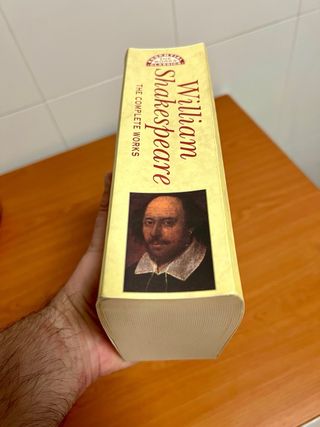 William
Shakespeare
THE COMPLETE WORKS